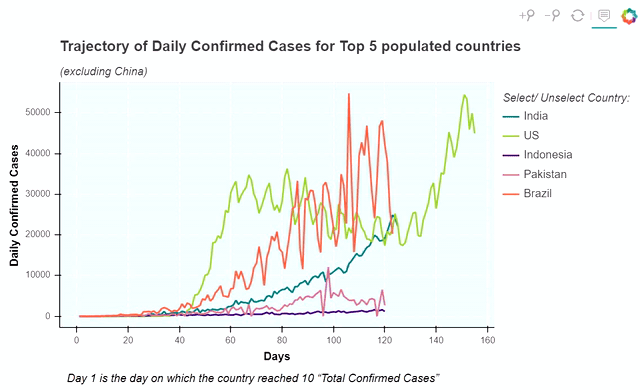 Trajectory of Daily Confirmed Cases for Top 5 populated countries
(excluding China)
Select/ Unselect Country:
India
US
Indonesia
Pakistan
Brazil
Daily Confirmed Cases
50000
40000
30000
20000
10000
0
0
20
40
60
80
100
120
140
160
Days
Day 1 is the day on which the country reached 10 “Total Confirmed Cases”